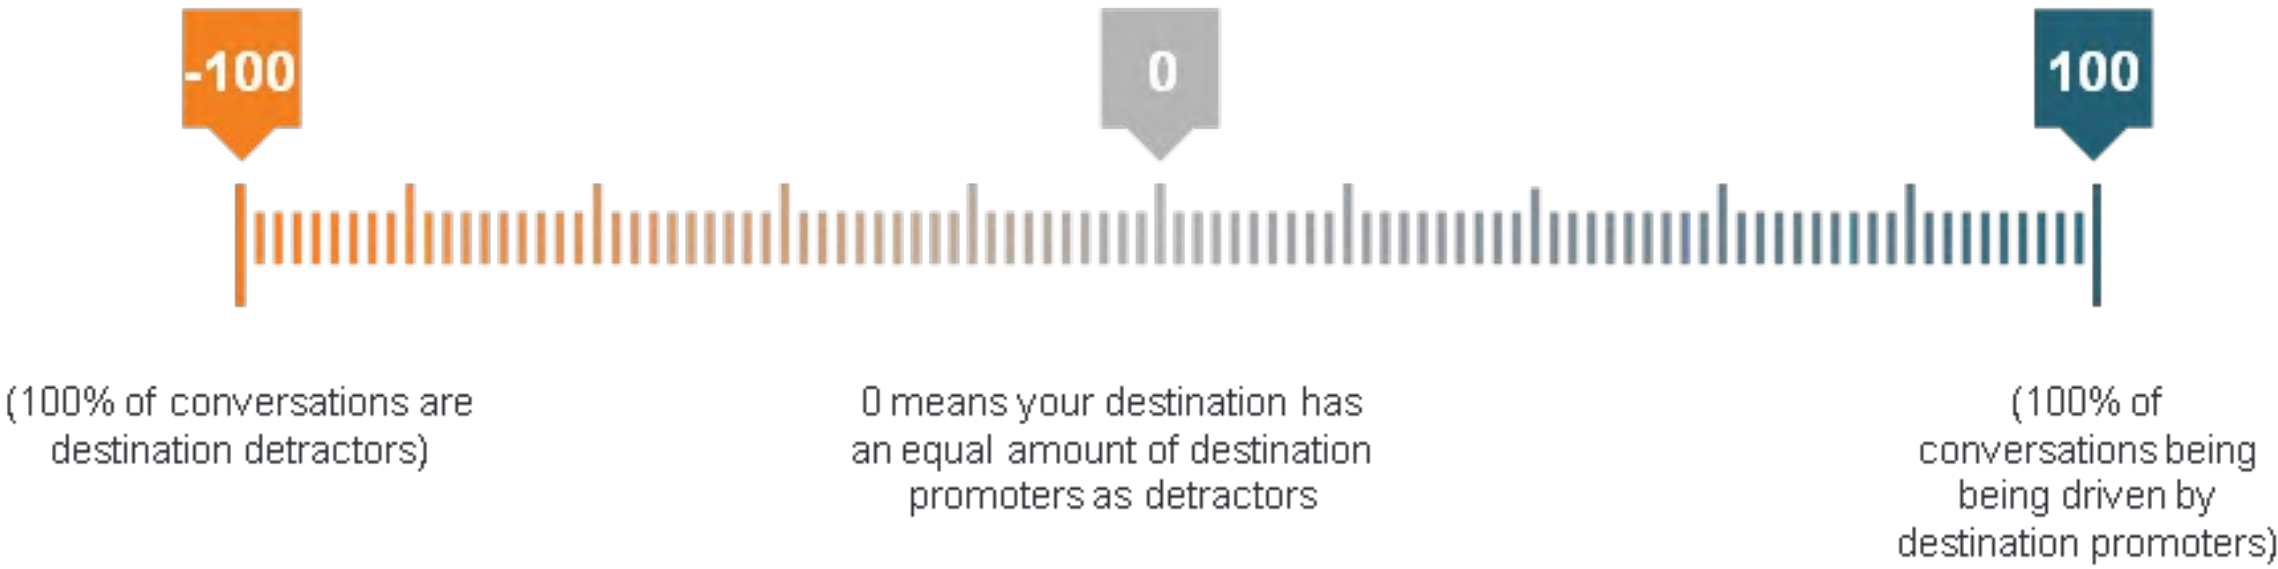 -100
0
100
(100% of conversations are
destination detractors)
0 means your destination has
an equal amount of destination
promoters as detractors
(100% of
conversations being
being driven by
destination promoters)